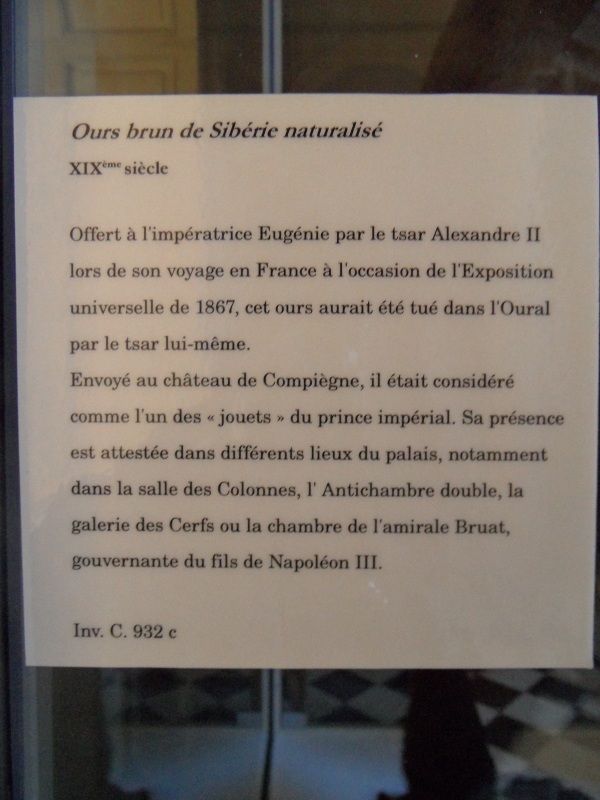 Ours brun de Sibérie naturalisé
XIXème siècle
Offert à l'impératrice Eugénie par le tsar Alexandre II
lors de son voyage en France à l'occasion de l'Exposition
universelle de 1867, cet ours aurait été tué dans l'Oural
par le tsar lui-même.
Envoyé au château de Compiègne, il était considéré
comme l'un des « jouets » du prince impérial. Sa présence
est attestée dans différents lieux du palais, notamment
dans la salle des Colonnes, l' Antichambre double, la
galerie des Cerfs ou la chambre de l'amirale Bruat,
gouvernante du fils de Napoléon III.
Inv. C. 932 c